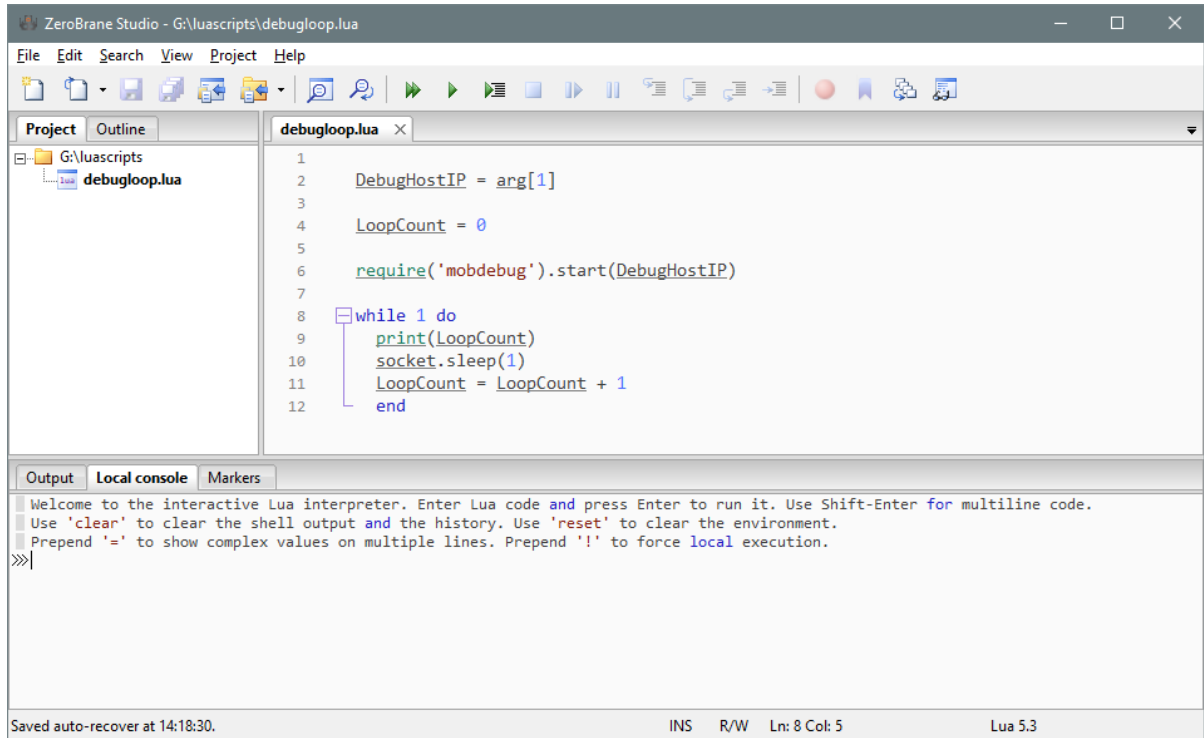 ZeroBrane Studio - G:\luascripts\debugloop.lua
File Edit Search View Project Help
Project Outline
G:\luascripts
debugloop.lua
debugloop.lua
1
2 DebugHostIP = arg[1]
3
4 LoopCount = 0
5
6 require('mobdebug').start(DebugHostIP)
7
8 while 1 do
9 print(LoopCount)
10 socket.sleep(1)
11 LoopCount = LoopCount + 1
12 end
Output Local console Markers
Welcome to the interactive Lua interpreter. Enter Lua code and press Enter to run it. Use Shift-Enter for multiline code.
Use 'clear' to clear the shell output and the history. Use 'reset' to clear the environment.
Prepend '=' to show complex values on multiple lines. Prepend '!' to force local execution.
Saved auto-recover at 14:18:30. INS R/W Ln: 8 Col: 5 Lua 5.3